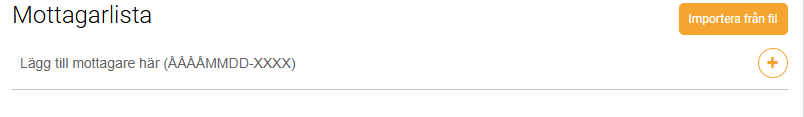 Mottagarlista
Importera från fil
Lägg till mottagare här (ÅÅÅÅMMDD-XXXX)